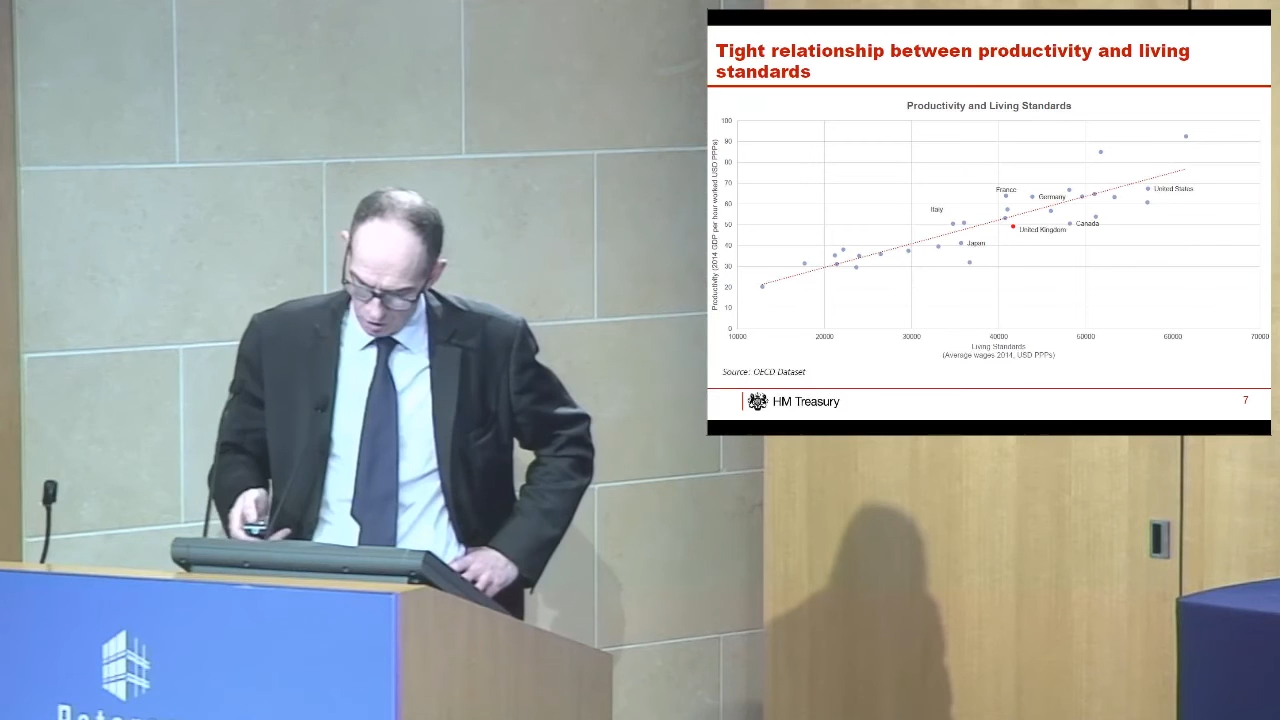 Tight relationship between productivity and living
standards
Productivity and Living Standards
Productivity (2014 GDP per hour worked USD PPPs)
100
90
80
70
60
50
40
30
20
10
0
France
Germany
United States
Italy
Canada
United Kingdom
Japan
10000 20000 30000 40000 50000 60000 70000
Living Standards
(Average wages 2014, USD PPPs)
Source: OECD Dataset
HM Treasury
7